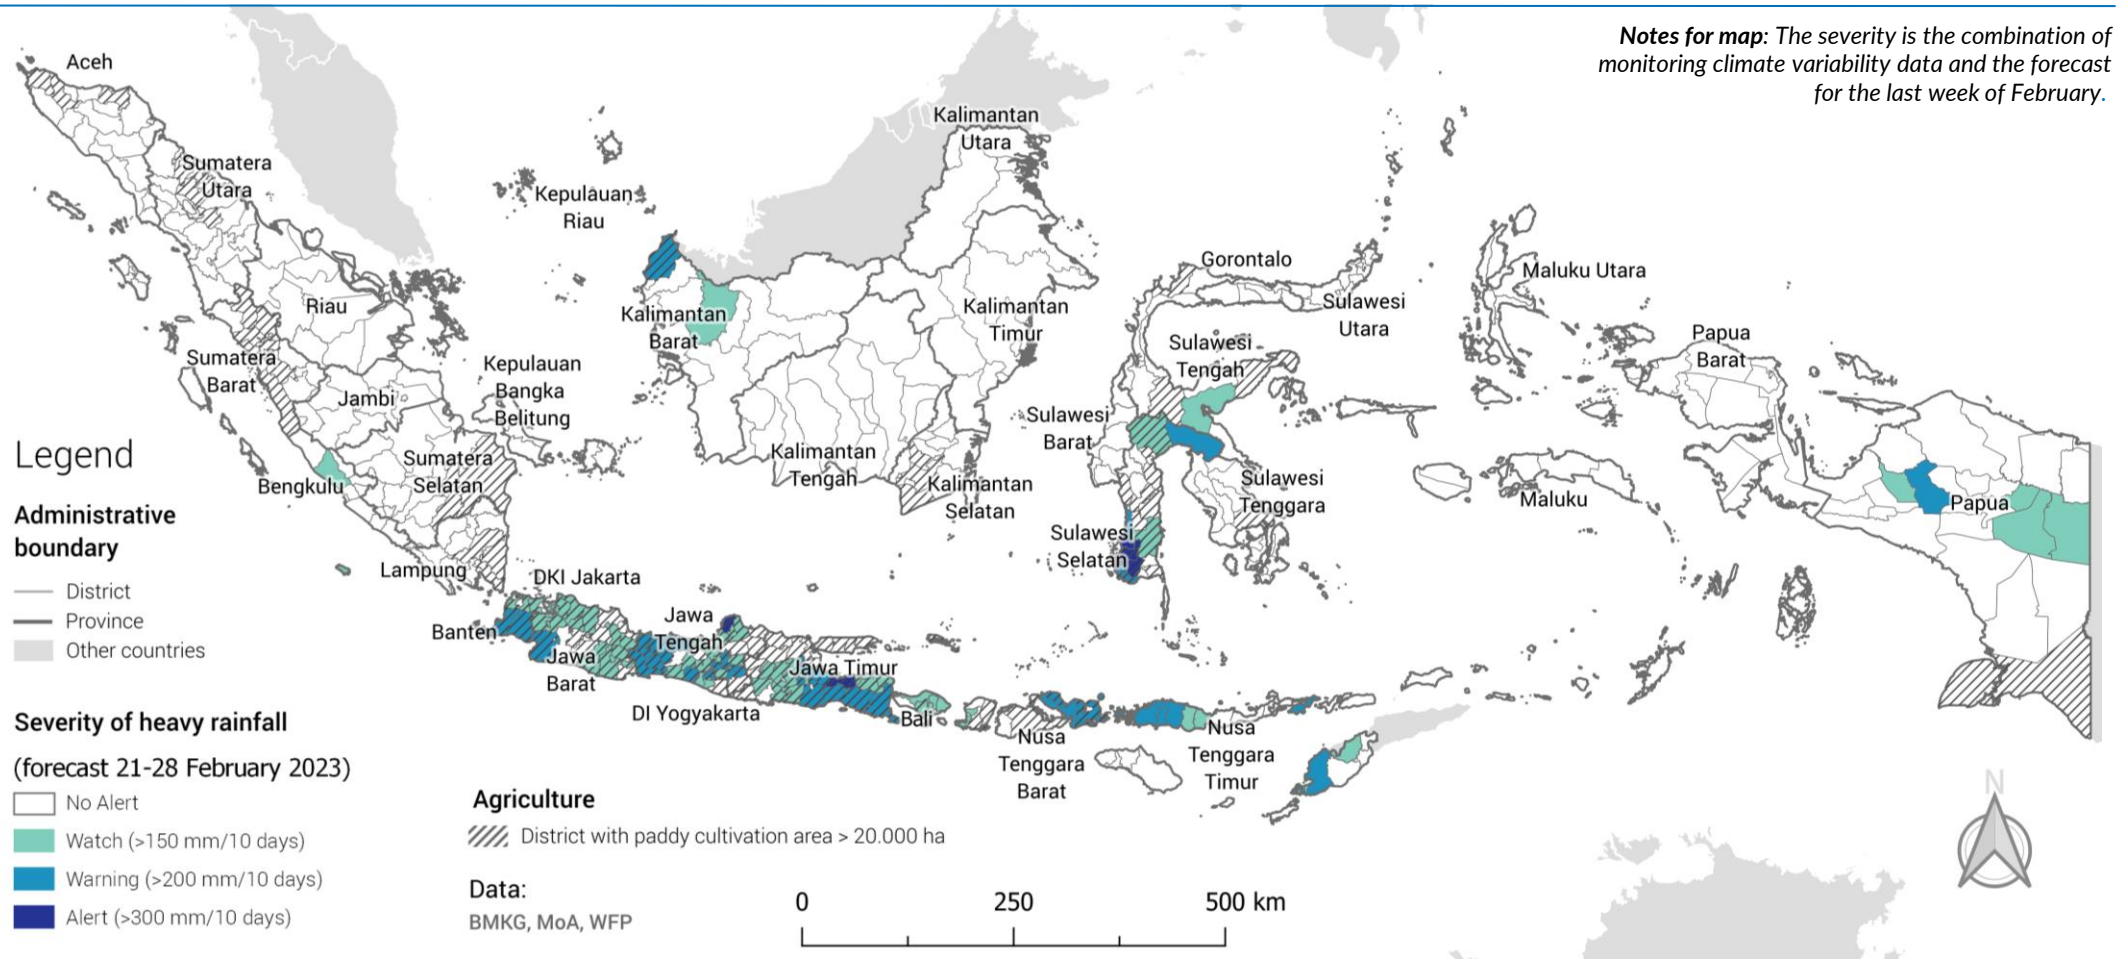 Notes for map: The severity is the combination of
monitoring climate variability data and the forecast
for the last week of February.
Aceh
Sumatera
Utara
Riau
Sumatera
Barat
Jambi
Bengkulu
Sumatera
Selatan
Lampung
Kepulauan
Riau
Kepulauan
Bangka
Belitung
Kalimantan
Utara
Kalimantan
Barat
Kalimantan
Timur
Kalimantan
Tengah
Kalimantan
Selatan
Gorontalo
Sulawesi
Utara
Sulawesi
Tengah
Sulawesi
Barat
Sulawesi
Tenggara
Sulawesi
Selatan
Maluku Utara
Maluku
Papua
Barat
Papua
DKI Jakarta
Banten
Jawa
Barat
Jawa
Tengah
DI Yogyakarta
Jawa Timur
Bali
Nusa
Tenggara
Barat
Nusa
Tenggara
Timur
Legend
Administrative
boundary
District
Province
Other countries
Severity of heavy rainfall
(forecast 21-28 February 2023)
No Alert
Watch (>150 mm/10 days)
Warning (>200 mm/10 days)
Alert (>300 mm/10 days)
Agriculture
District with paddy cultivation area > 20.000 ha
Data:
BMKG, MoA, WFP
0 250 500 km
N